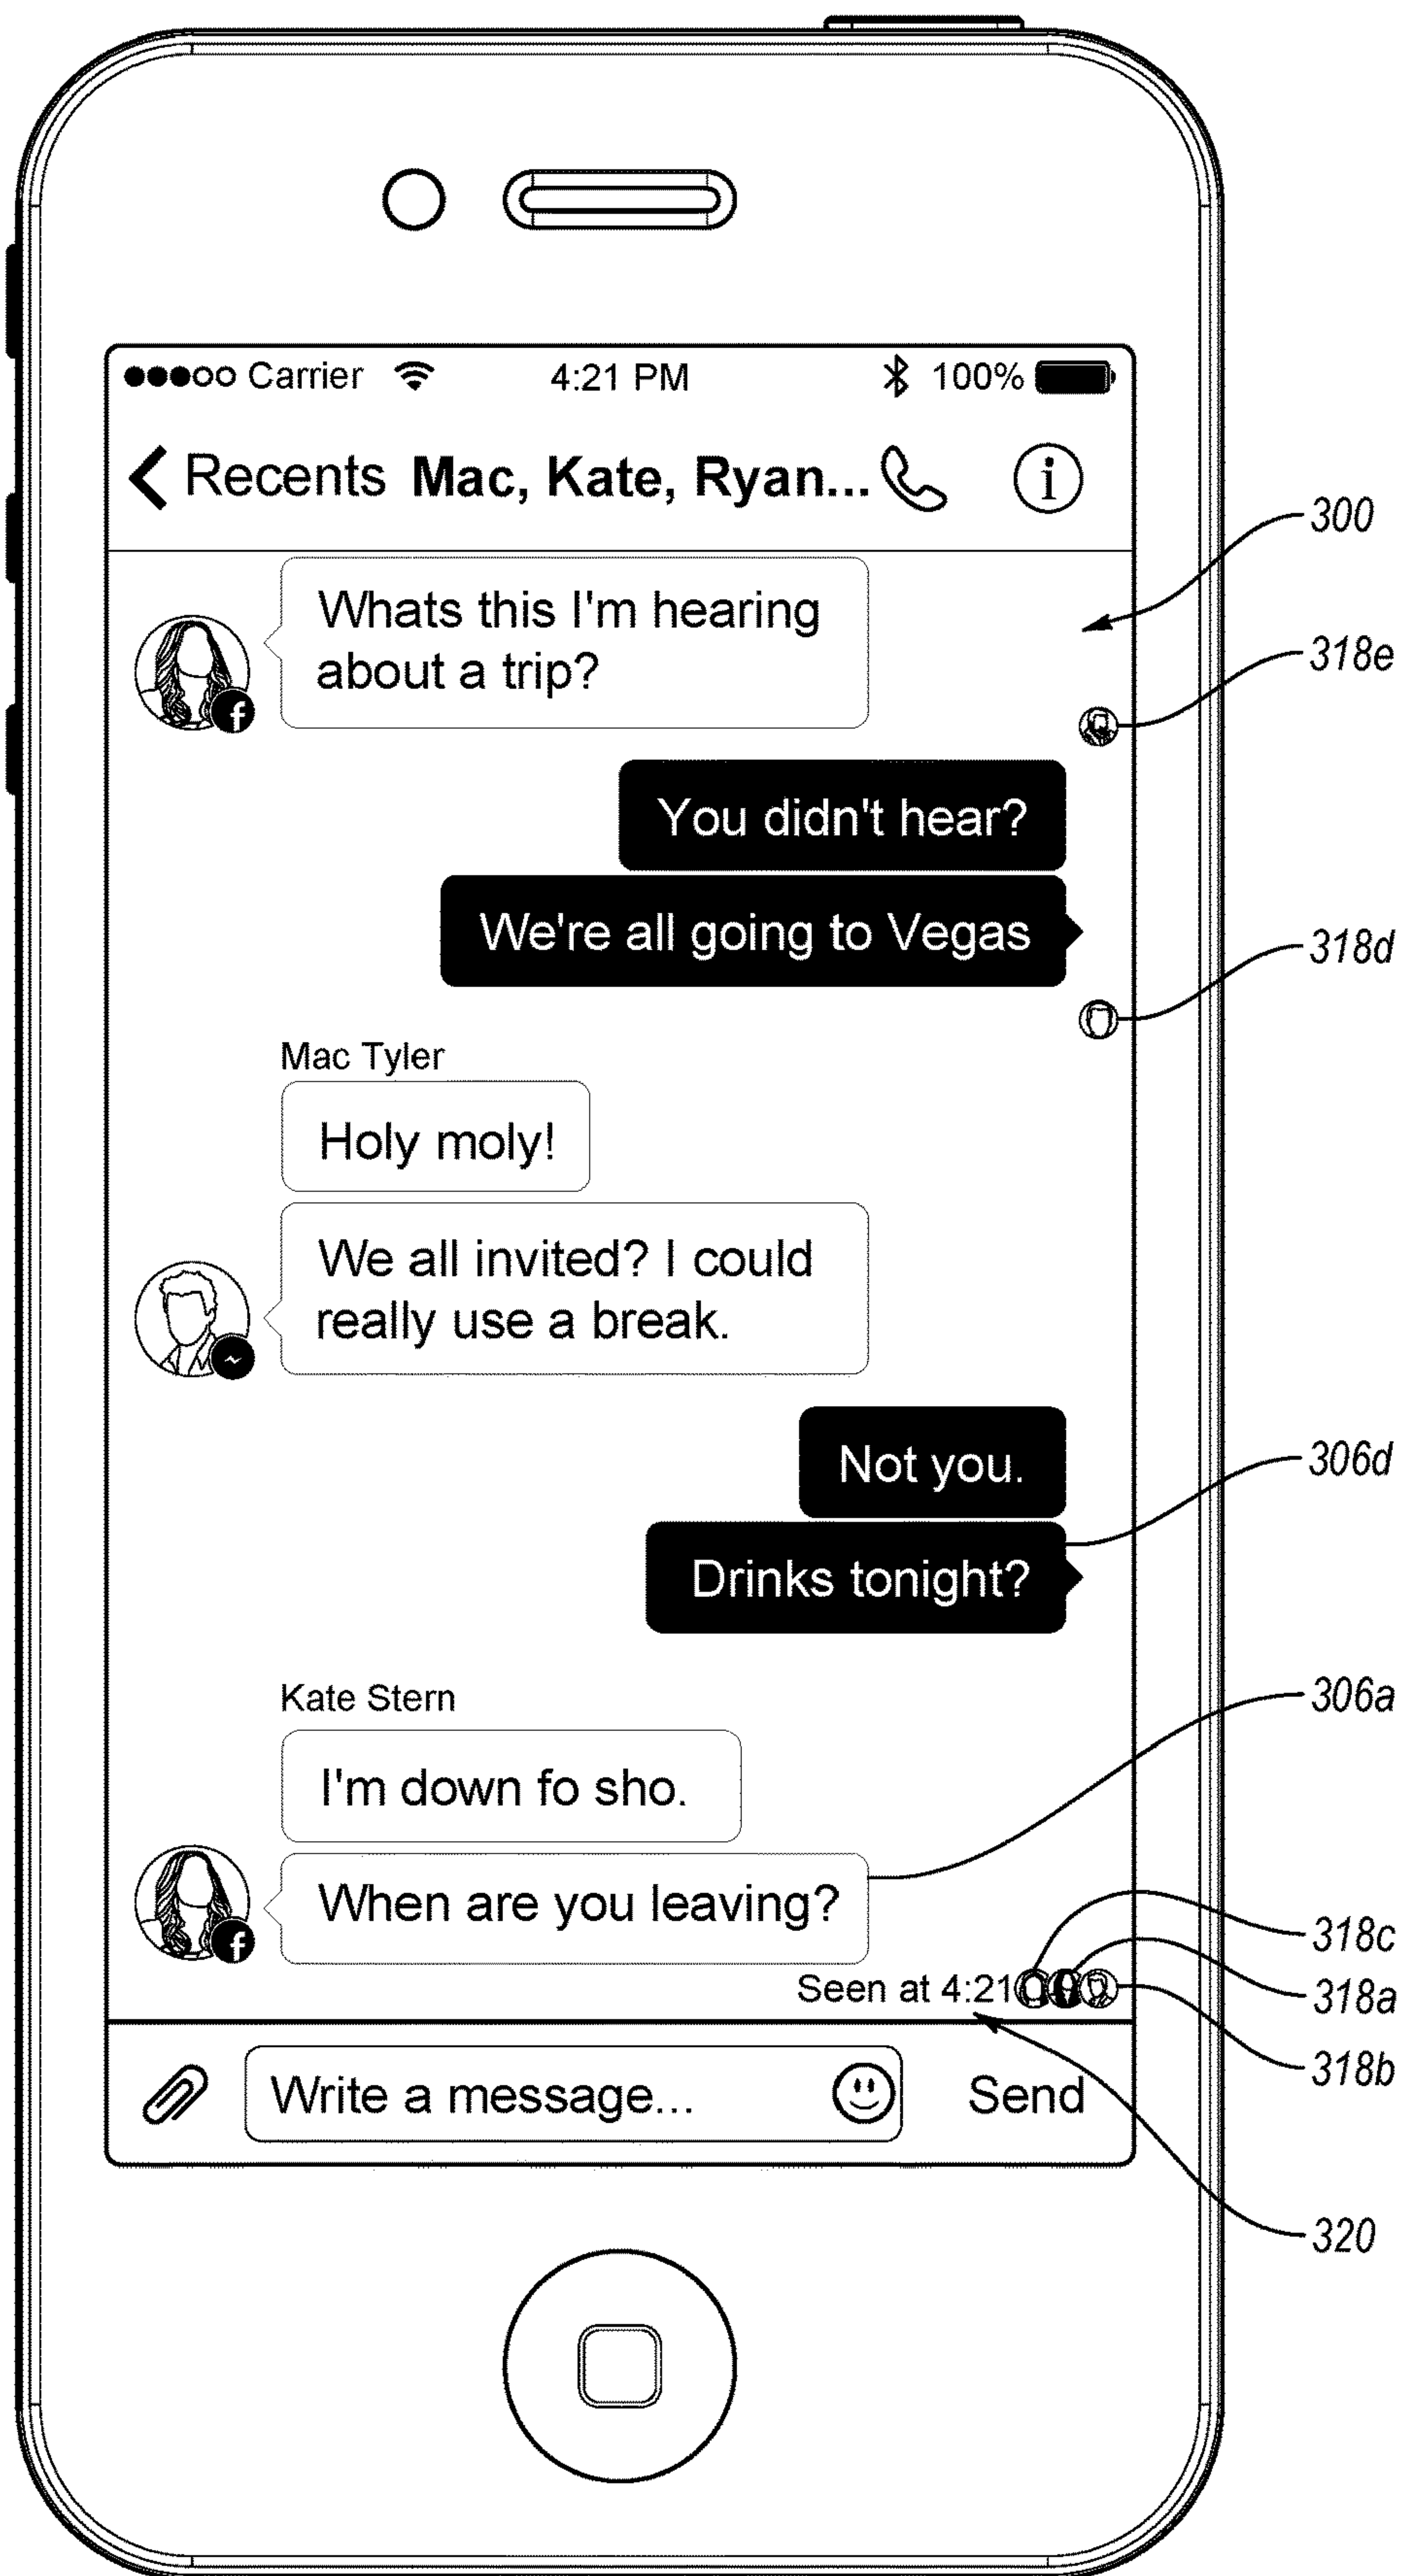 Carrier 4:21 PM 100%
Recents Mac, Kate, Ryan...
i
300
Whats this I'm hearing
about a trip?
f
318e
You didn't hear?
We're all going to Vegas
318d
Mac Tyler
Holy moly!
We all invited? I could
really use a break.
Not you.
306d
Drinks tonight?
Kate Stern
306a
I'm down fo sho.
When are you leaving?
f
318c
Seen at 4:21
318a
318b
Write a message... Send
320